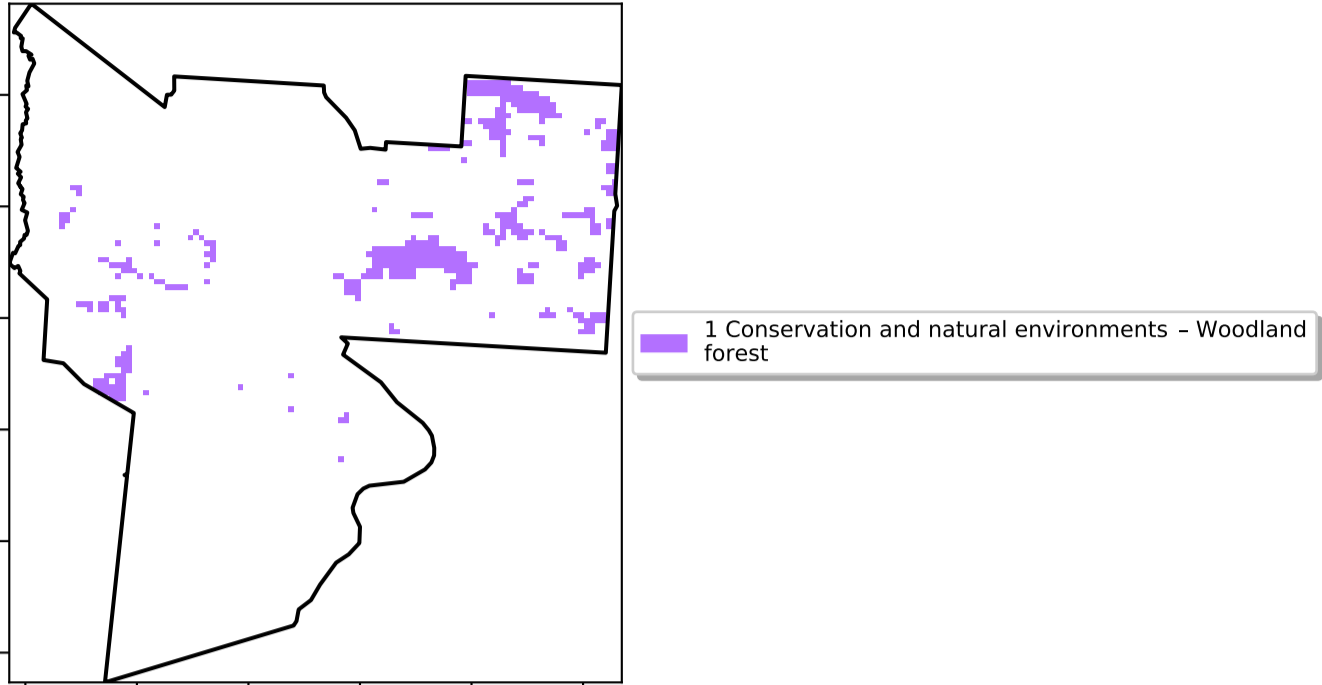 1 Conservation and natural environments – Woodland
forest